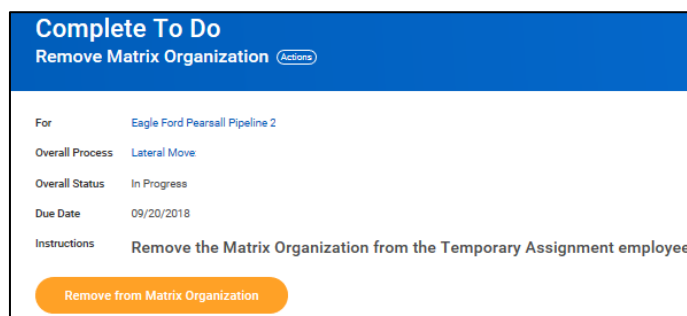 Complete To Do
Remove Matrix Organization Actions
For Eagle Ford Pearsall Pipeline 2
Overall Process Lateral Move
Overall Status In Progress
Due Date 09/20/2018
Instructions Remove the Matrix Organization from the Temporary Assignment employee
Remove from Matrix Organization